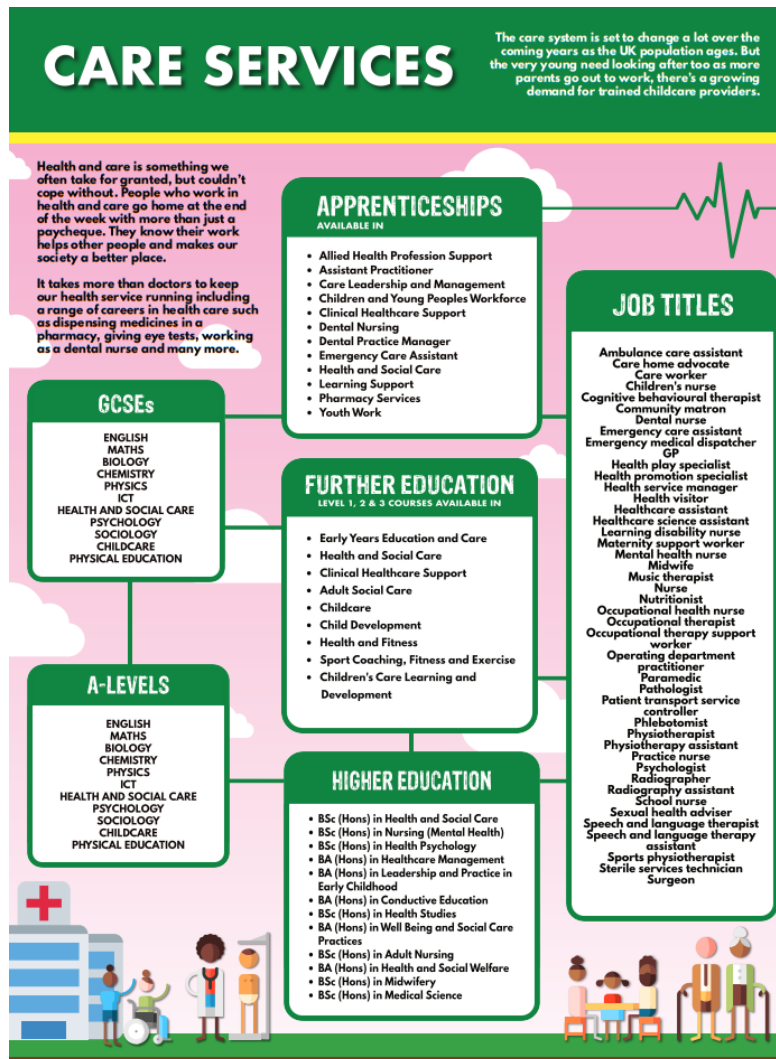 CARE SERVICES
The care system is set to change a lot over the
coming years as the UK population ages. But
the very young need looking after too as more
parents go out to work, there's a growing
demand for trained childcare providers.
Health and care is something we
often take for granted, but couldn't
cope without. People who work in
health and care go home at the end
of the week with more than just a
paycheque. They know their work
helps other people and makes our
society a better place.
It takes more than doctors to keep
our health service running including
a range of careers in health care such
as dispensing medicines in a
pharmacy, giving eye tests, working
as a dental nurse and many more.
APPRENTICESHIPS
AVAILABLE IN
• Allied Health Profession Support
• Assistant Practitioner
• Care Leadership and Management
• Children and Young Peoples Workforce
• Clinical Healthcare Support
• Dental Nursing
• Dental Practice Manager
• Emergency Care Assistant
• Health and Social Care
• Learning Support
• Pharmacy Services
• Youth Work
GCSEs
ENGLISH
MATHS
BIOLOGY
CHEMISTRY
PHYSICS
ICT
HEALTH AND SOCIAL CARE
PSYCHOLOGY
SOCIOLOGY
CHILDCARE
PHYSICAL EDUCATION
FURTHER EDUCATION
LEVEL 1, 2 & 3 COURSES AVAILABLE IN
• Early Years Education and Care
• Health and Social Care
• Clinical Healthcare Support
• Adult Social Care
• Childcare
• Child Development
• Health and Fitness
• Sport Coaching, Fitness and Exercise
• Children's Care Learning and
Development
A-LEVELS
ENGLISH
MATHS
BIOLOGY
CHEMISTRY
PHYSICS
ICT
HEALTH AND SOCIAL CARE
PSYCHOLOGY
SOCIOLOGY
CHILDCARE
PHYSICAL EDUCATION
HIGHER EDUCATION
• BSc (Hons) in Health and Social Care
• BSc (Hons) in Nursing (Mental Health)
• BSc (Hons) in Health Psychology
• BA (Hons) in Healthcare Management
• BA (Hons) in Leadership and Practice in
Early Childhood
• BA (Hons) in Conductive Education
• BSc (Hons) in Health Studies
• BA (Hons) in Well Being and Social Care
Practices
• BSc (Hons) in Adult Nursing
• BA (Hons) in Health and Social Welfare
• BSc (Hons) in Midwifery
• BSc (Hons) in Medical Science
JOB TITLES
Ambulance care assistant
Care home advocate
Care worker
Children's nurse
Cognitive behavioural therapist
Community matron
Dental nurse
Emergency care assistant
Emergency medical dispatcher
GP
Health play specialist
Health promotion specialist
Health service manager
Health visitor
Healthcare assistant
Healthcare science assistant
Learning disability nurse
Maternity support worker
Mental health nurse
Midwife
Music therapist
Nurse
Nutritionist
Occupational health nurse
Occupational therapist
Occupational therapy support
worker
Operating department
practitioner
Paramedic
Pathologist
Patient transport service
controller
Phlebotomist
Physiotherapist
Physiotherapy assistant
Practice nurse
Psychologist
Radiographer
Radiography assistant
School nurse
Sexual health adviser
Speech and language therapist
Speech and language therapy
assistant
Sports physiotherapist
Sterile services technician
Surgeon